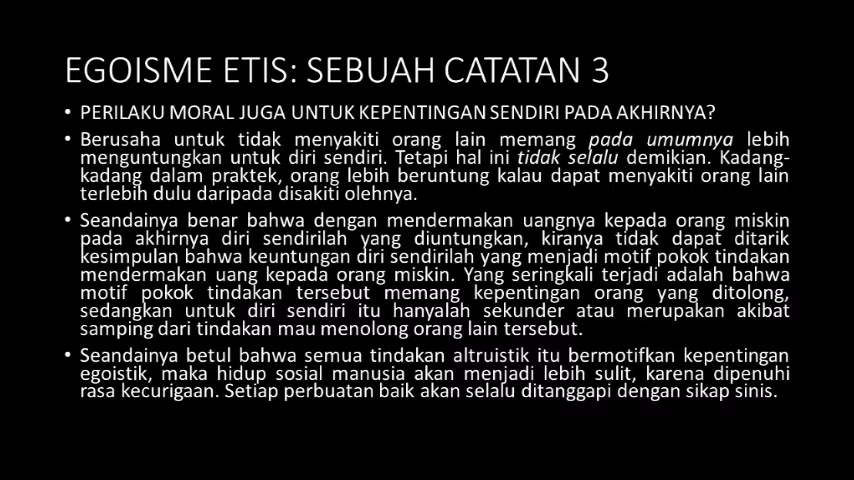 EGOISME ETIS: SEBUAH CATATAN 3
• PERILAKU MORAL JUGA UNTUK KEPENTINGAN SENDIRI PADA AKHIRNYA?
• Berusaha untuk tidak menyakiti orang lain memang pada umumnya lebih
menguntungkan untuk diri sendiri. Tetapi hal ini tidak selalu demikian. Kadang-
kadang dalam praktek, orang lebih beruntung kalau dapat menyakiti orang lain
terlebih dulu daripada disakiti olehnya.
• Seandainya benar bahwa dengan mendermakan uangnya kepada orang miskin
pada akhirnya diri sendirilah yang diuntungkan, kiranya tidak dapat ditarik
kesimpulan bahwa keuntungan diri sendirilah yang menjadi motif pokok tindakan
mendermakan uang kepada orang miskin. Yang seringkali terjadi adalah bahwa
motif pokok tindakan tersebut memang kepentingan orang yang ditolong,
sedangkan untuk diri sendiri itu hanyalah sekunder atau merupakan akibat
samping dari tindakan mau menolong orang lain tersebut.
• Seandainya betul bahwa semua tindakan altruistik itu bermotifkan kepentingan
egoistik, maka hidup sosial manusia akan menjadi lebih sulit, karena dipenuhi
rasa kecurigaan. Setiap perbuatan baik akan selalu ditanggapi dengan sikap sinis.